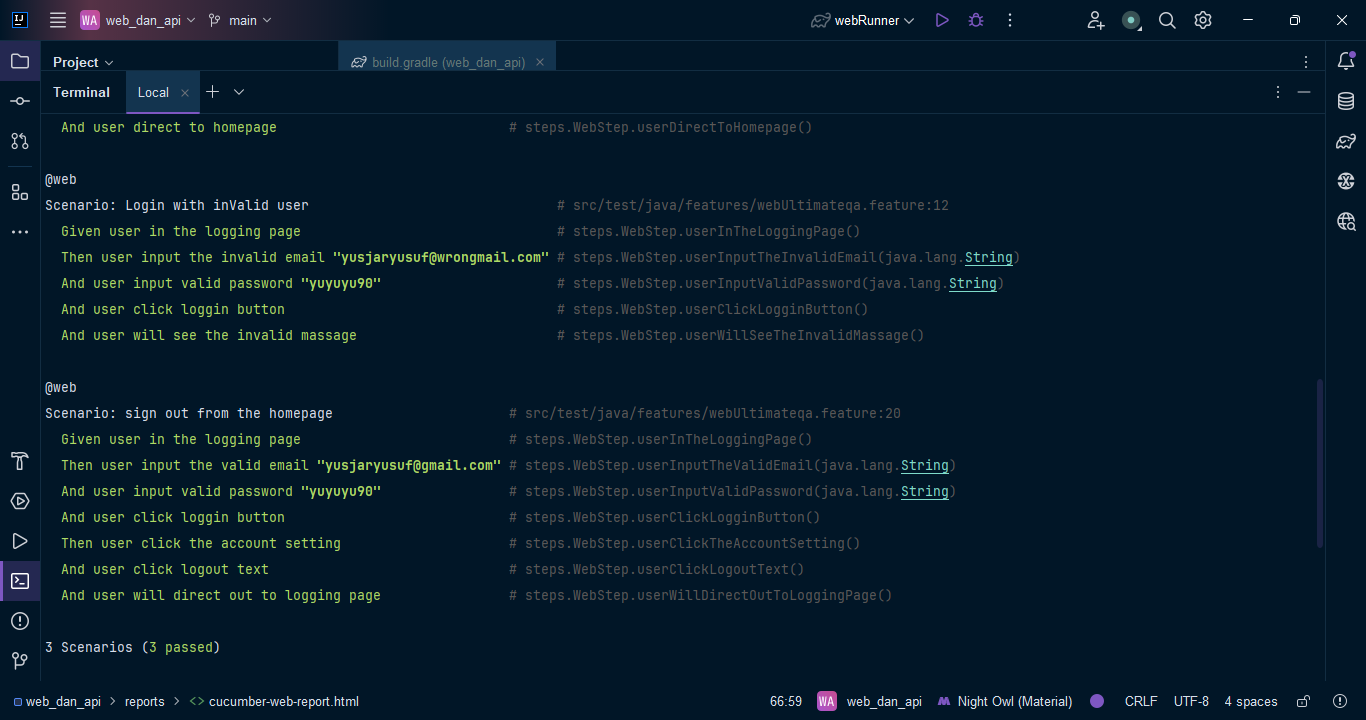 IJ WA web_dan_api main webRunner
Project build.gradle (web_dan_api)
Terminal Local
And user direct to homepage # steps.WebStep.userDirectToHomepage()
@web
Scenario: Login with inValid user # src/test/java/features/webUltimateqa.feature:12
Given user in the logging page # steps.WebStep.userInTheLoggingPage()
Then user input the invalid email "yusjaryusuf@wrongmail.com" # steps.WebStep.userInputTheInvalidEmail(java.lang.String)
And user input valid password "yuyuyu90" # steps.WebStep.userInputValidPassword(java.lang.String)
And user click loggin button # steps.WebStep.userClickLogginButton()
And user will see the invalid massage # steps.WebStep.userWillSeeTheInvalidMassage()
@web
Scenario: sign out from the homepage # src/test/java/features/webUltimateqa.feature:20
Given user in the logging page # steps.WebStep.userInTheLoggingPage()
Then user input the valid email "yusjaryusuf@gmail.com" # steps.WebStep.userInputTheValidEmail(java.lang.String)
And user input valid password "yuyuyu90" # steps.WebStep.userInputValidPassword(java.lang.String)
And user click loggin button # steps.WebStep.userClickLogginButton()
Then user click the account setting # steps.WebStep.userClickTheAccountSetting()
And user click logout text # steps.WebStep.userClickLogoutText()
And user will direct out to logging page # steps.WebStep.userWillDirectOutToLoggingPage()
3 Scenarios (3 passed)
web_dan_api > reports > <> cucumber-web-report.html 66:59 WA web_dan_api Night Owl (Material) CRLF UTF-8 4 spaces